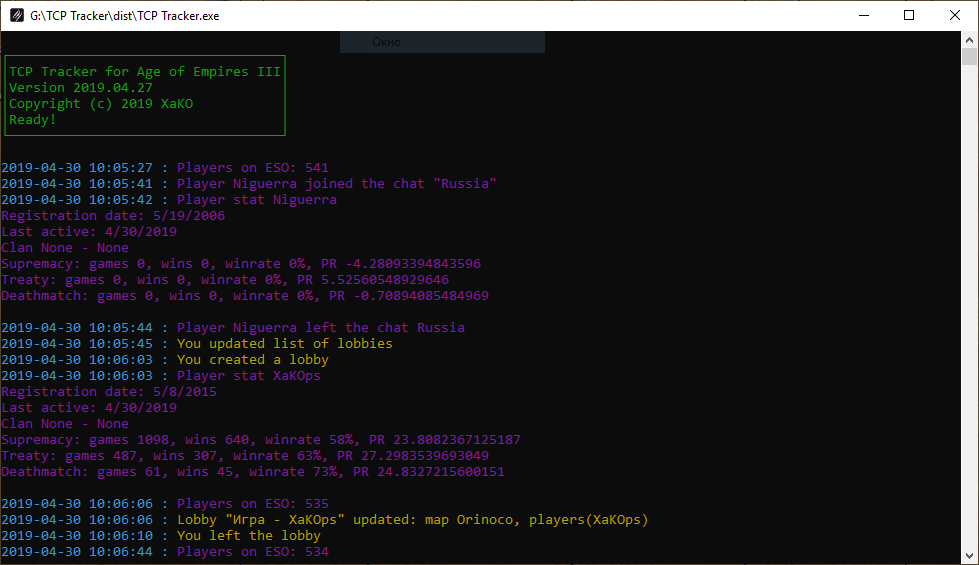 G:\TCP Tracker\dist\TCP Tracker.exe
Окно
TCP Tracker for Age of Empires III
Version 2019.04.27
Copyright (c) 2019 XaKO
Ready!
2019-04-30 10:05:27 : Players on ESO: 541
2019-04-30 10:05:41 : Player Niguerra joined the chat "Russia"
2019-04-30 10:05:42 : Player stat Niguerra
Registration date: 5/19/2006
Last active: 4/30/2019
Clan None - None
Supremacy: games 0, wins 0, winrate 0%, PR -4.28093394843596
Treaty: games 0, wins 0, winrate 0%, PR 5.52560548929646
Deathmatch: games 0, wins 0, winrate 0%, PR -0.70894085484969
2019-04-30 10:05:44 : Player Niguerra left the chat Russia
2019-04-30 10:05:45 : You updated list of lobbies
2019-04-30 10:06:03 : You created a lobby
2019-04-30 10:06:03 : Player stat XaKOps
Registration date: 5/8/2015
Last active: 4/30/2019
Clan None - None
Supremacy: games 1098, wins 640, winrate 58%, PR 23.8082367125187
Treaty: games 487, wins 307, winrate 63%, PR 27.2983539693049
Deathmatch: games 61, wins 45, winrate 73%, PR 24.8327215600151
2019-04-30 10:06:06 : Players on ESO: 535
2019-04-30 10:06:06 : Lobby "Игра - XaKOps" updated: map Orinoco, players(XaKOps)
2019-04-30 10:06:10 : You left the lobby
2019-04-30 10:06:44 : Players on ESO: 534